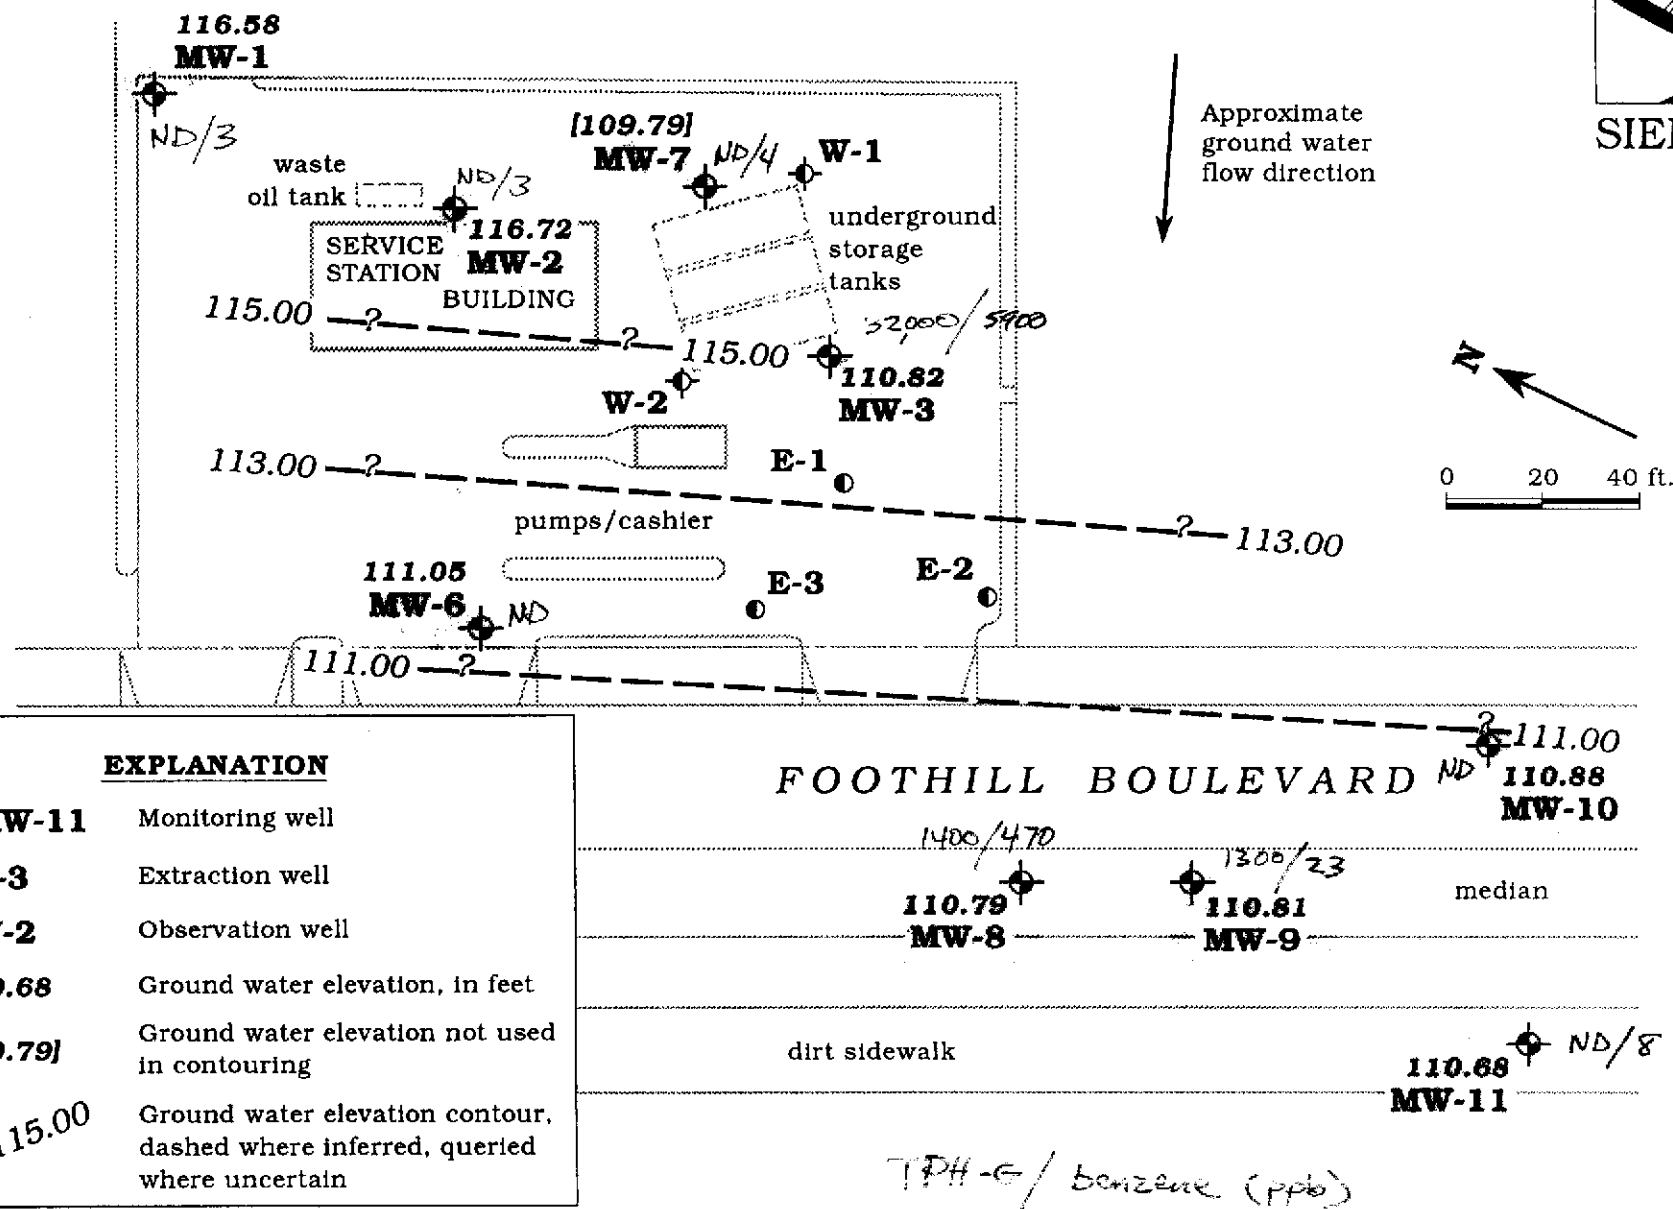 116.58
MW-1
ND/3
[109.79]
MW-7
ND/4
W-1
waste
oil tank
ND/3
116.72
MW-2
SERVICE
STATION
BUILDING
underground
storage
tanks
Approximate
ground water
flow direction
115.00
?
?
115.00
32,000/5900
110.82
MW-3
W-2
N
0 20 40 ft.
113.00
?
E-1
?
113.00
pumps/cashier
111.05
MW-6
ND
E-3
E-2
111.00
?
?
111.00
ND
110.88
MW-10
FOOTHILL BOULEVARD
1400/470
110.79
MW-8
1300/23
110.81
MW-9
median
dirt sidewalk
ND/8
110.68
MW-11
TPH-G/benzene (ppb)
EXPLANATION
W-11 Monitoring well
-3 Extraction well
-2 Observation well
.68 Ground water elevation, in feet
.79] Ground water elevation not used
in contouring
115.00 Ground water elevation contour,
dashed where inferred, queried
where uncertain